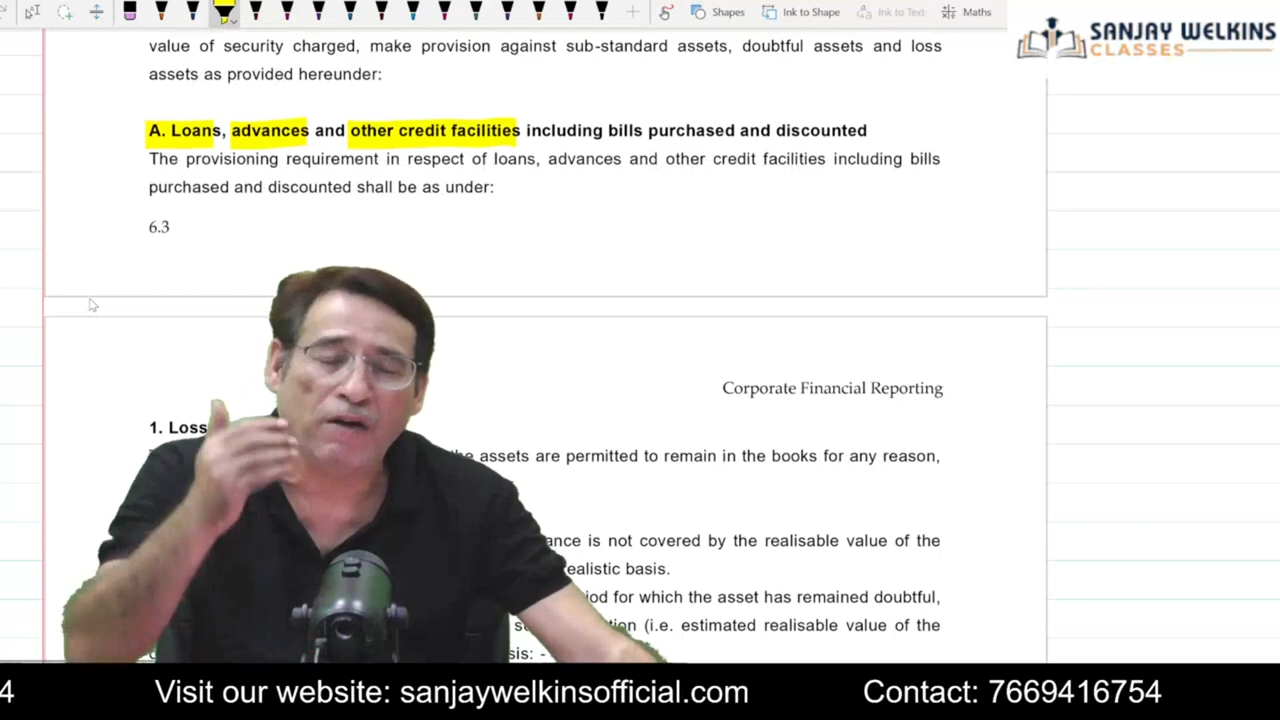 Shapes Ink to Shape Ink to Text Maths
SANJAY WELKINS
CLASSES
value of security charged, make provision against sub-standard assets, doubtful assets and loss
assets as provided hereunder:
A. Loans, advances and other credit facilities including bills purchased and discounted
The provisioning requirement in respect of loans, advances and other credit facilities including bills
purchased and discounted shall be as under:
6.3
Corporate Financial Reporting
1. Loss
the assets are permitted to remain in the books for any reason,
is not covered by the realisable value of the
realistic basis.
for which the asset has remained doubtful,
(i.e. estimated realisable value of the
4 Visit our website: sanjaywelkinsofficial.com Contact: 7669416754